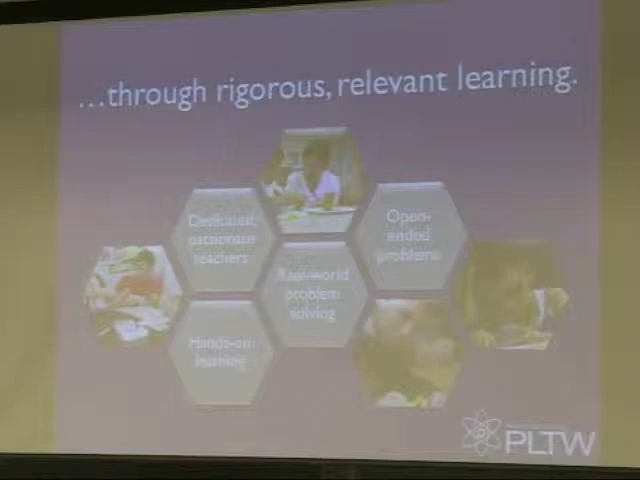 ...through rigorous, relevant learning.
Dedicated,
passionate
teachers
Open-
ended
problems
Real-world
problem
solving
Hands-on
learning
PLTW